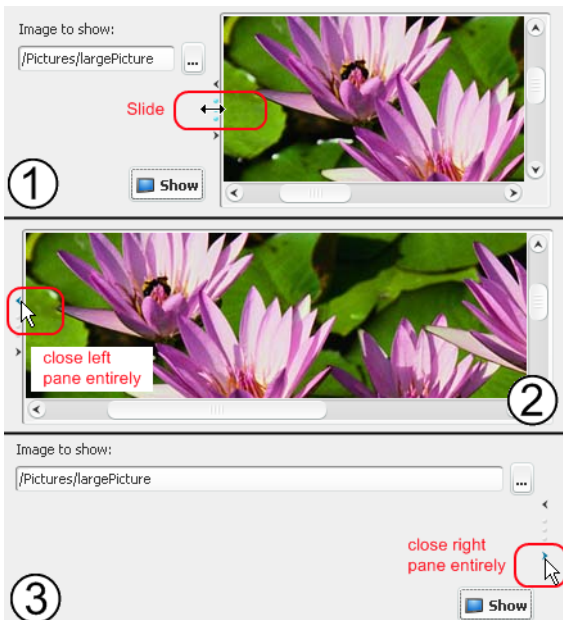 Image to show:
/Pictures/largePicture
...
Slide
Show
1
close left
pane entirely
2
Image to show:
/Pictures/largePicture
...
close right
pane entirely
Show
3